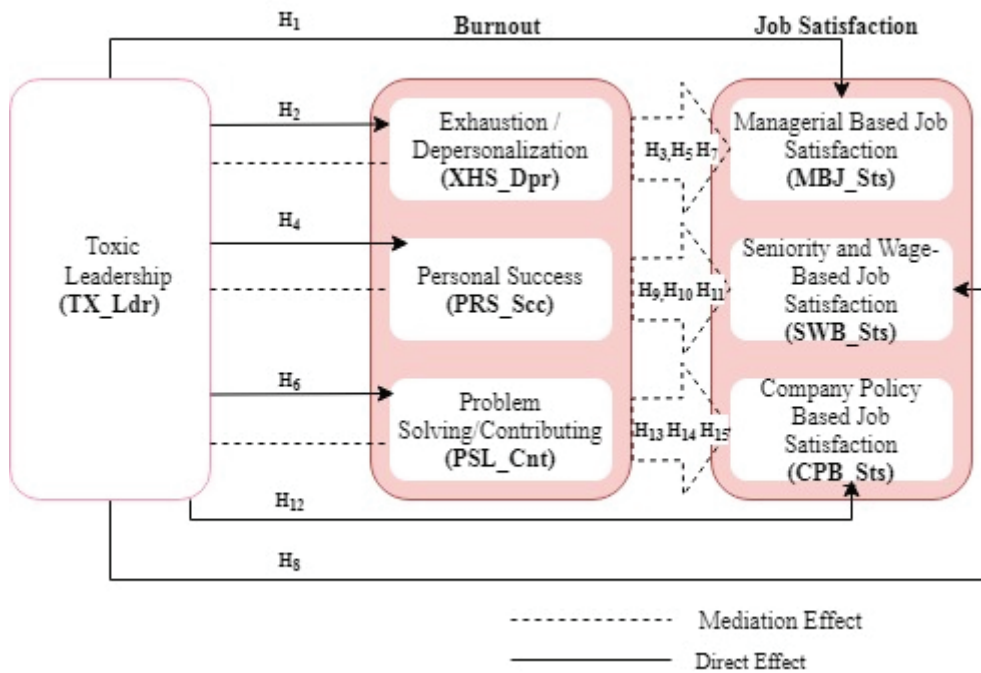 H1
Burnout
Job Satisfaction
H2
Exhaustion /
Depersonalization
(XHS_Dpr)
H3,H5 H7
Managerial Based Job
Satisfaction
(MBJ_Sts)
Toxic
Leadership
(TX_Ldr)
H4
Personal Success
(PRS_Scc)
H9,H10 H11
Seniority and Wage-
Based Job
Satisfaction
(SWB_Sts)
H6
Problem
Solving/Contributing
(PSL_Cnt)
H13 H14 H15
Company Policy
Based Job
Satisfaction
(CPB_Sts)
H12
H8
Mediation Effect
Direct Effect